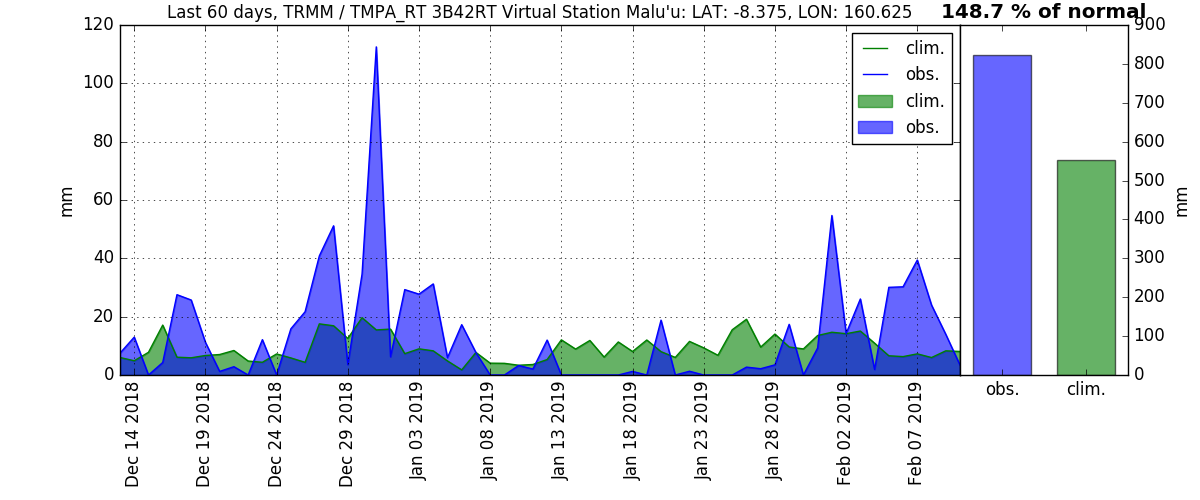 Last 60 days, TRMM / TMPA_RT 3B42RT Virtual Station Malu'u: LAT: -8.375, LON: 160.625
148.7 % of normal
120
100
80
60
40
20
0
mm
clim.
obs.
clim.
obs.
Dec 14 2018
Dec 19 2018
Dec 24 2018
Dec 29 2018
Jan 03 2019
Jan 08 2019
Jan 13 2019
Jan 18 2019
Jan 23 2019
Jan 28 2019
Feb 02 2019
Feb 07 2019
900
800
700
600
500
400
300
200
100
0
mm
obs.
clim.